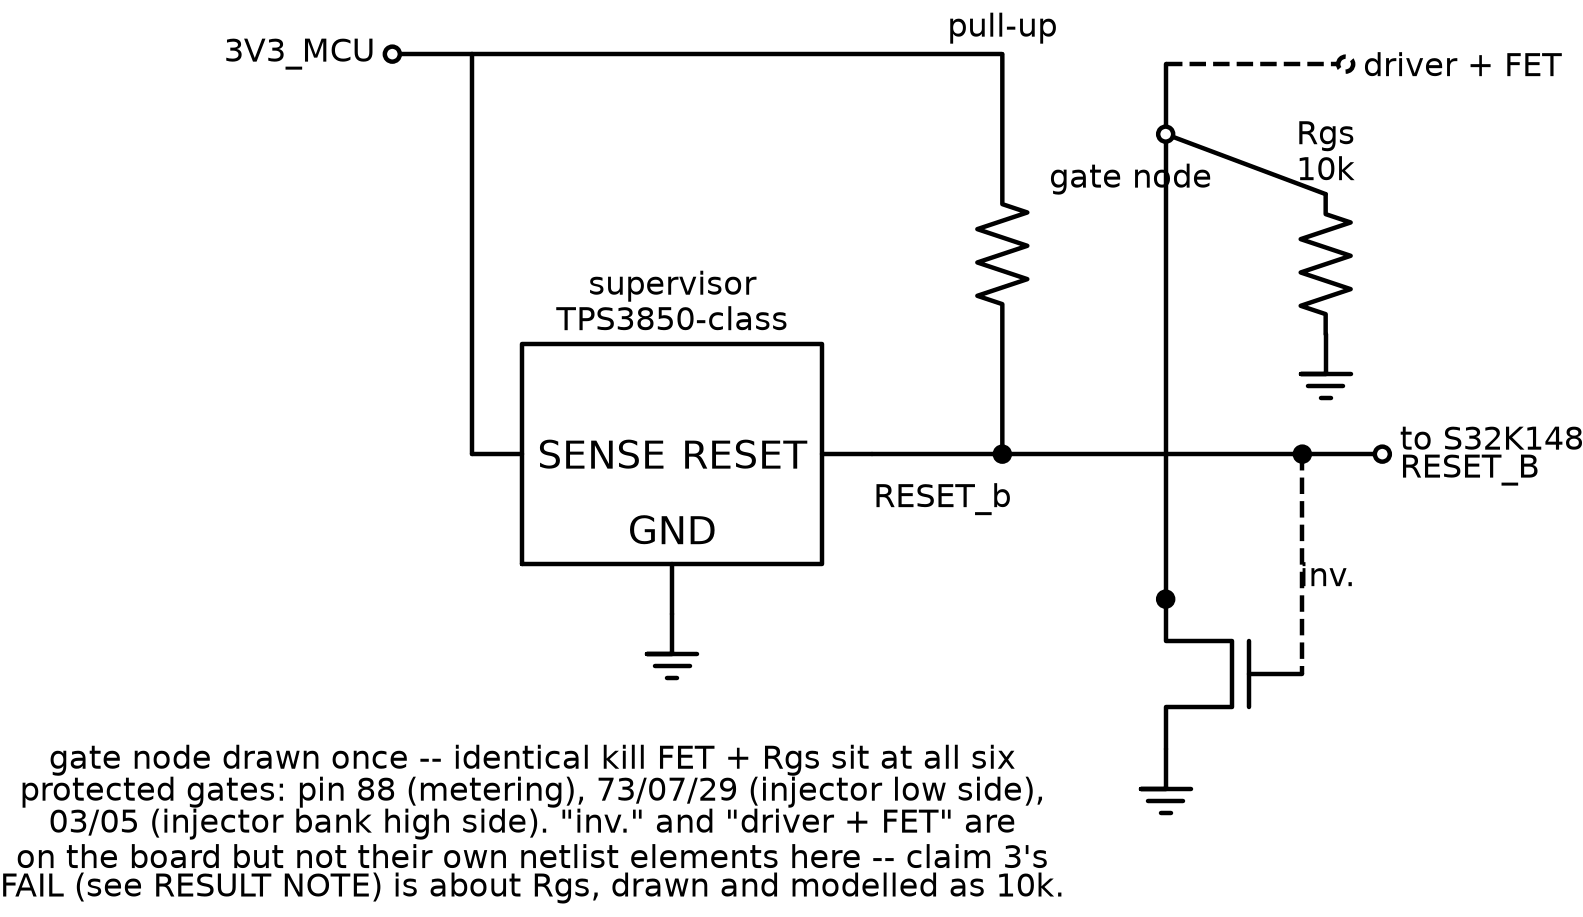 pull-up
3V3_MCU
driver + FET
Rgs
10k
gate node
supervisor
TPS3850-class
SENSE RESET
GND
RESET_b
to S32K148
RESET_B
inv.
gate node drawn once -- identical kill FET + Rgs sit at all six
protected gates: pin 88 (metering), 73/07/29 (injector low side),
03/05 (injector bank high side). "inv." and "driver + FET" are
on the board but not their own netlist elements here -- claim 3's
FAIL (see RESULT NOTE) is about Rgs, drawn and modelled as 10k.